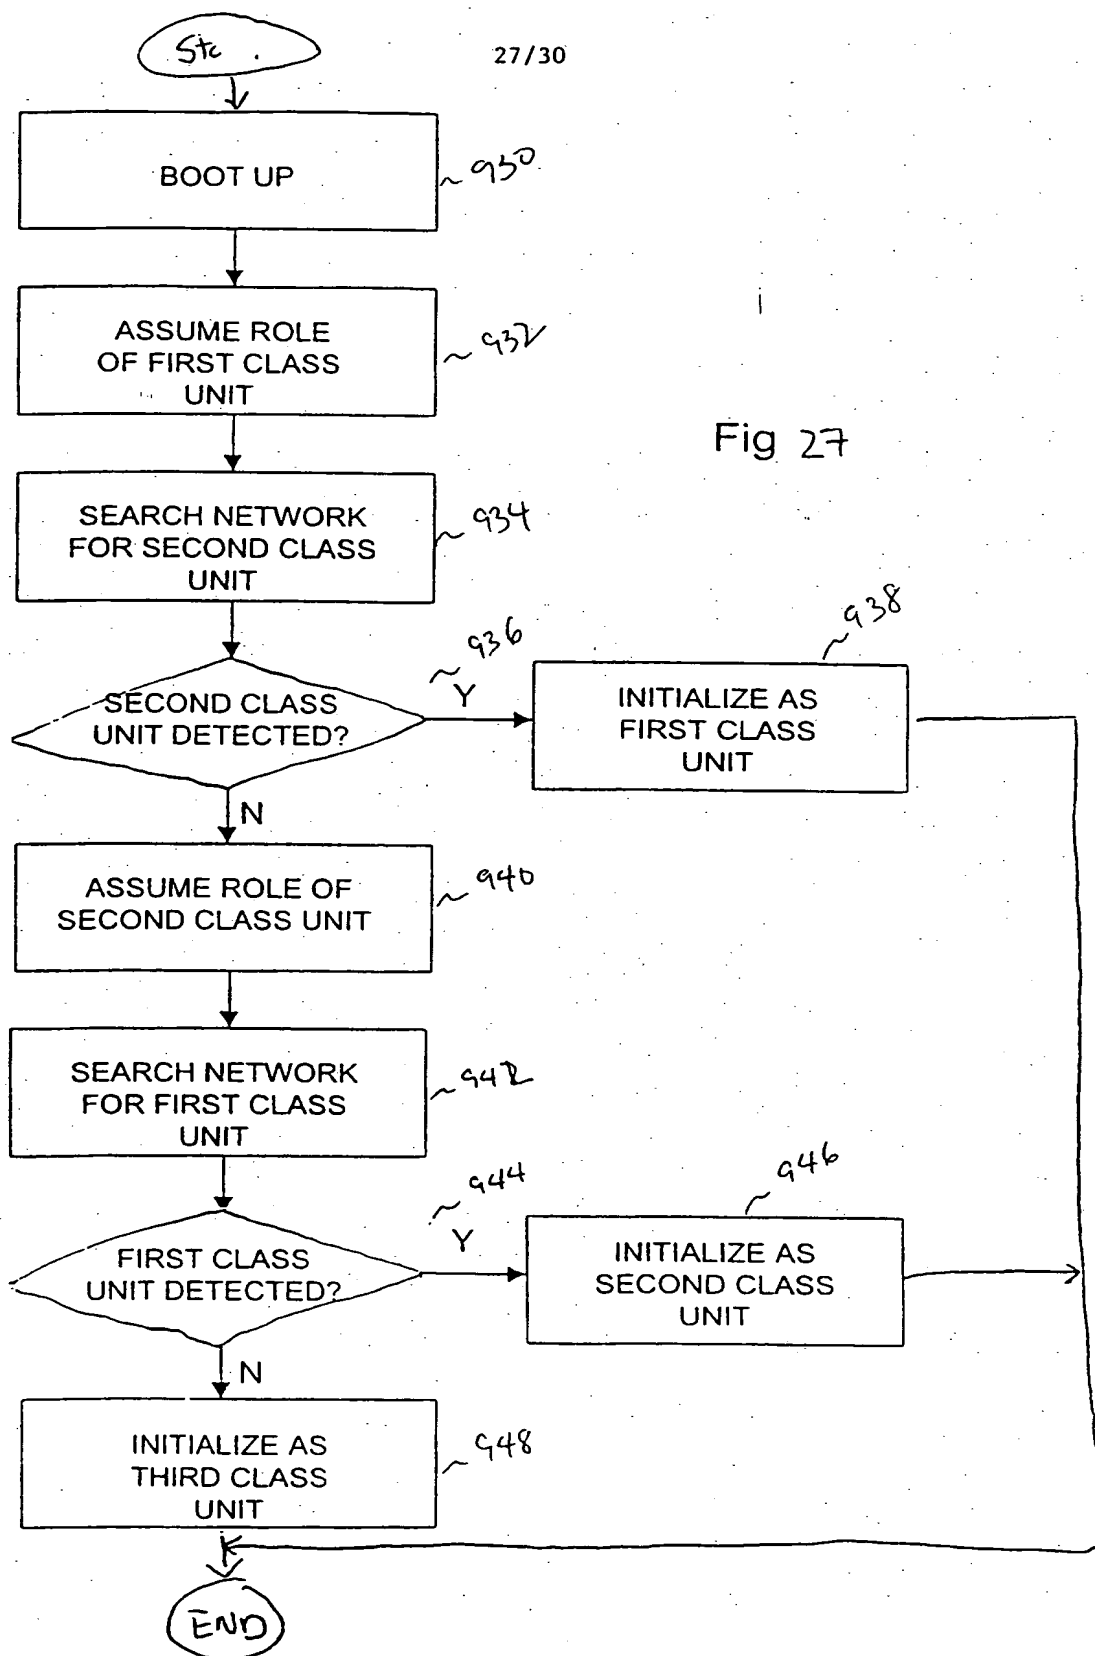 27/30
BOOT UP
930
ASSUME ROLE
OF FIRST CLASS
UNIT
932
Fig 27
SEARCH NETWORK
FOR SECOND CLASS
UNIT
934
SECOND CLASS
UNIT DETECTED?
936
Y
938
INITIALIZE AS
FIRST CLASS
UNIT
N
ASSUME ROLE OF
SECOND CLASS UNIT
940
SEARCH NETWORK
FOR FIRST CLASS
UNIT
942
FIRST CLASS
UNIT DETECTED?
944
Y
946
INITIALIZE AS
SECOND CLASS
UNIT
N
INITIALIZE AS
THIRD CLASS
UNIT
948
END